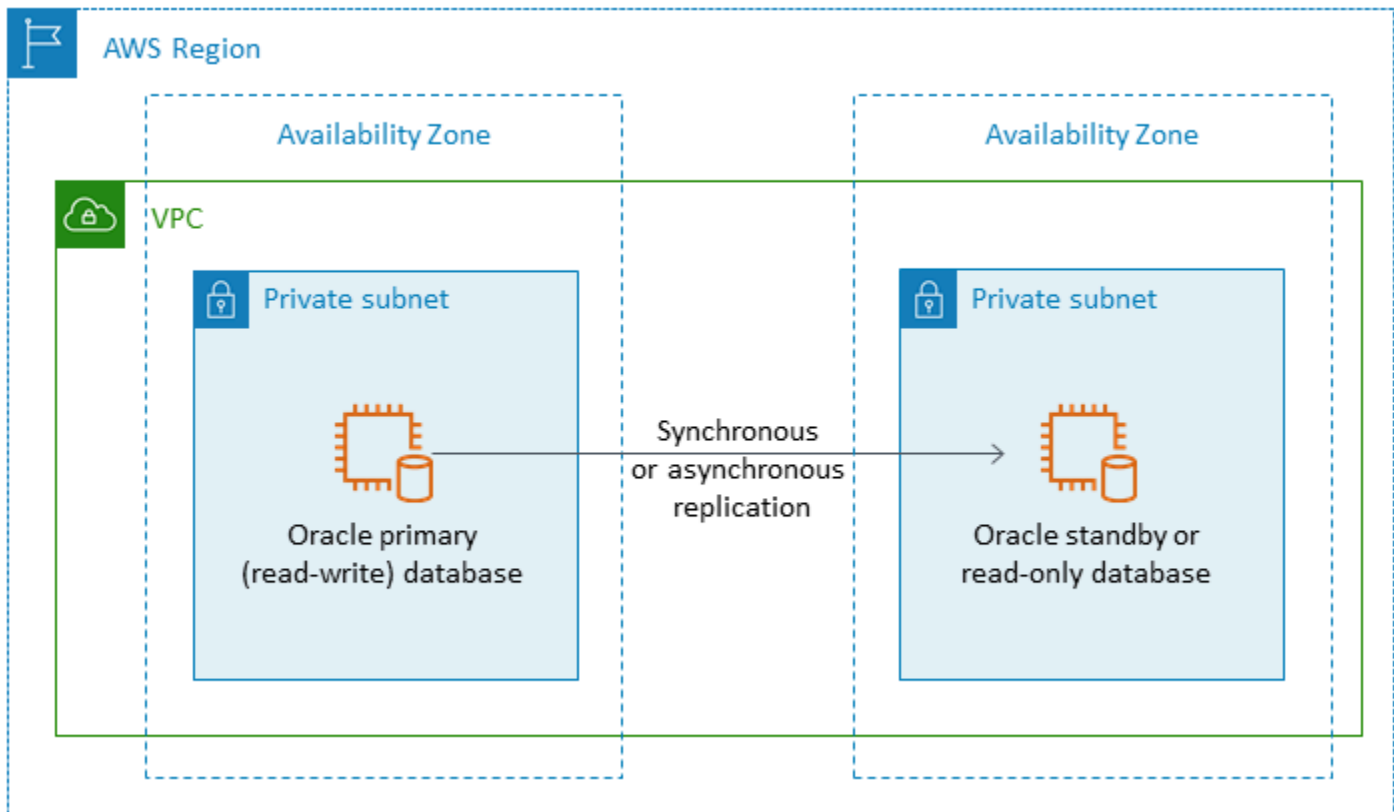 AWS Region
Availability Zone
Availability Zone
VPC
Private subnet
Private subnet
Synchronous
or asynchronous
replication
Oracle primary
(read-write) database
Oracle standby or
read-only database